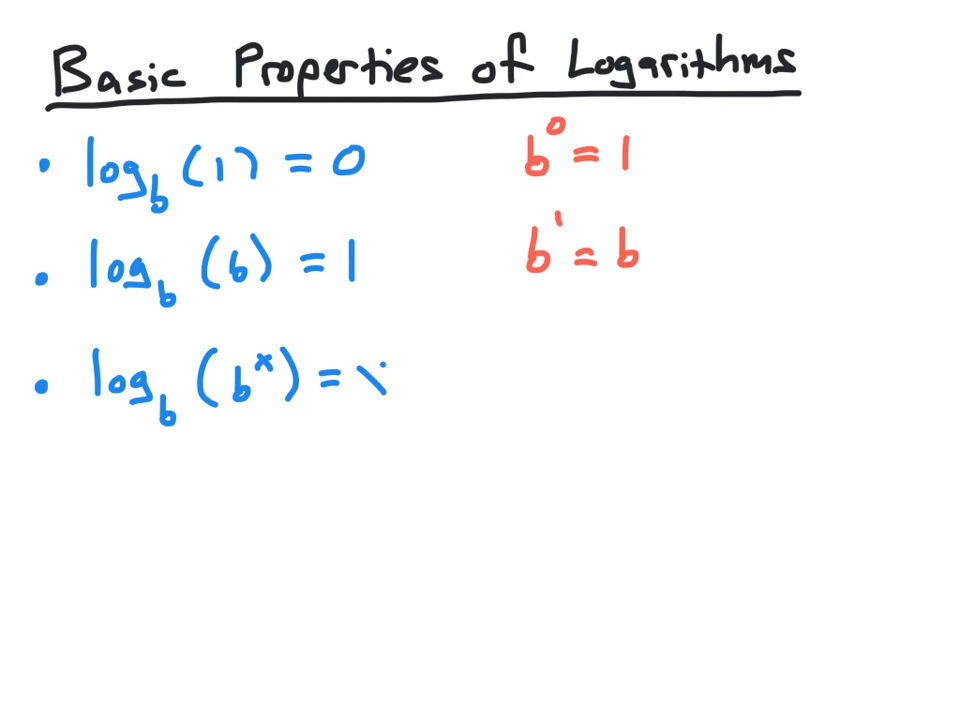 Basic Properties of Logarithms
• log_b (1) = 0 b^0 = 1
• log_b (b) = 1 b^1 = b
• log_b (b^x) =